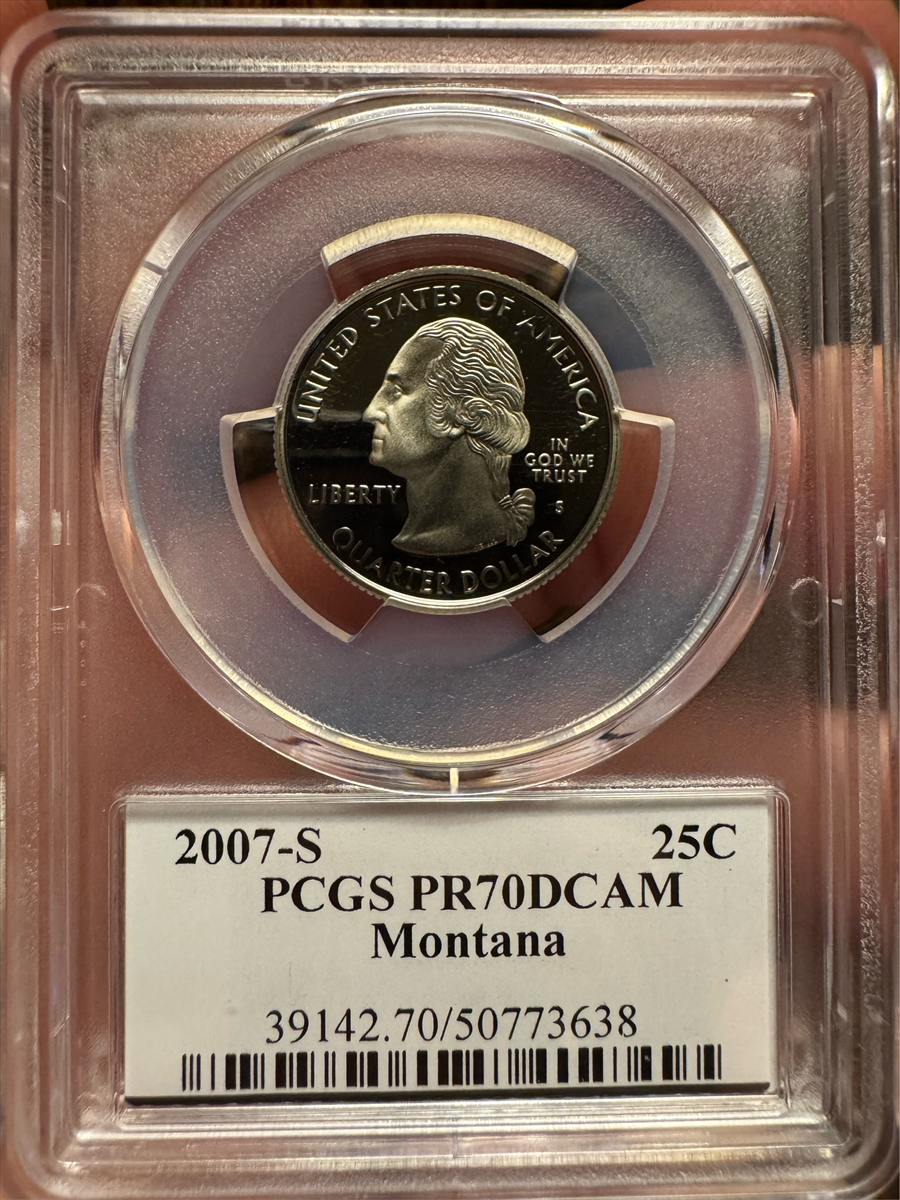 UNITED STATES OF AMERICA
IN
GOD WE
TRUST
LIBERTY
S
QUARTER DOLLAR
2007-S 25C
PCGS PR70DCAM
Montana
39142.70/50773638